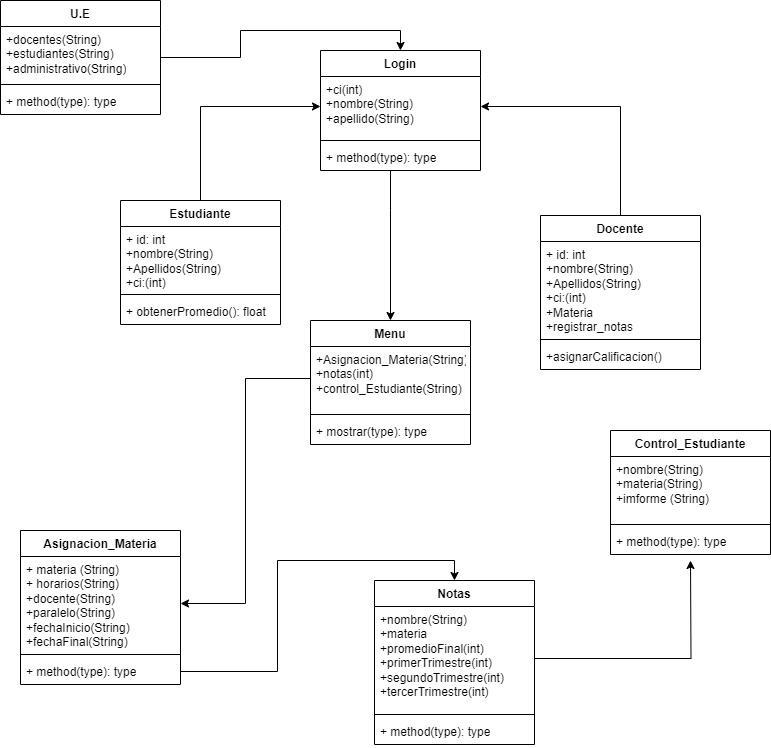 U.E
+docentes(String)
+estudiantes(String)
+administrativo(String)
+ method(type): type
Login
+ci(int)
+nombre(String)
+apellido(String)
+ method(type): type
Estudiante
+ id: int
+nombre(String)
+Apellidos(String)
+ci:(int)
+ obtenerPromedio(): float
Docente
+ id: int
+nombre(String)
+Apellidos(String)
+ci:(int)
+Materia
+registrar_notas
+asignarCalificacion()
Menu
+Asignacion_Materia(String)
+notas(int)
+control_Estudiante(String)
+ mostrar(type): type
Control_Estudiante
+nombre(String)
+materia(String)
+imforme (String)
+ method(type): type
Asignacion_Materia
+ materia (String)
+ horarios(String)
+docente(String)
+paralelo(String)
+fechaInicio(String)
+fechaFinal(String)
+ method(type): type
Notas
+nombre(String)
+materia
+promedioFinal(int)
+primerTrimestre(int)
+segundoTrimestre(int)
+tercerTrimestre(int)
+ method(type): type